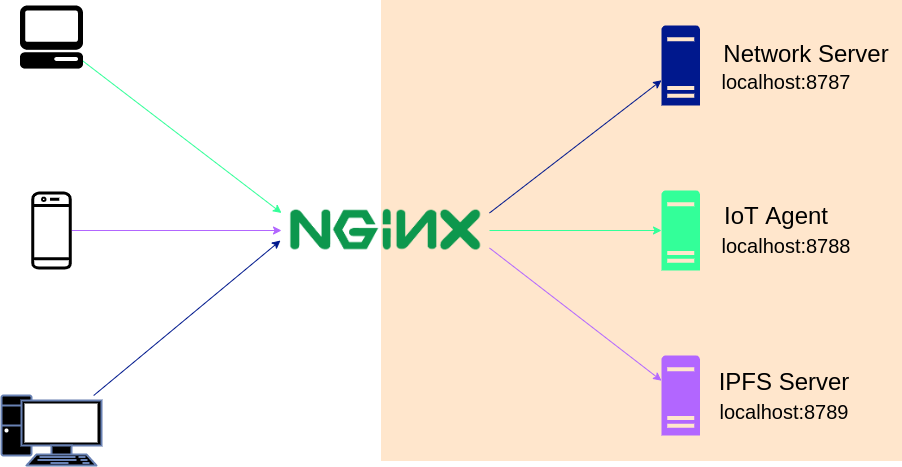 Network Server
localhost:8787
NGiNX
IoT Agent
localhost:8788
IPFS Server
localhost:8789